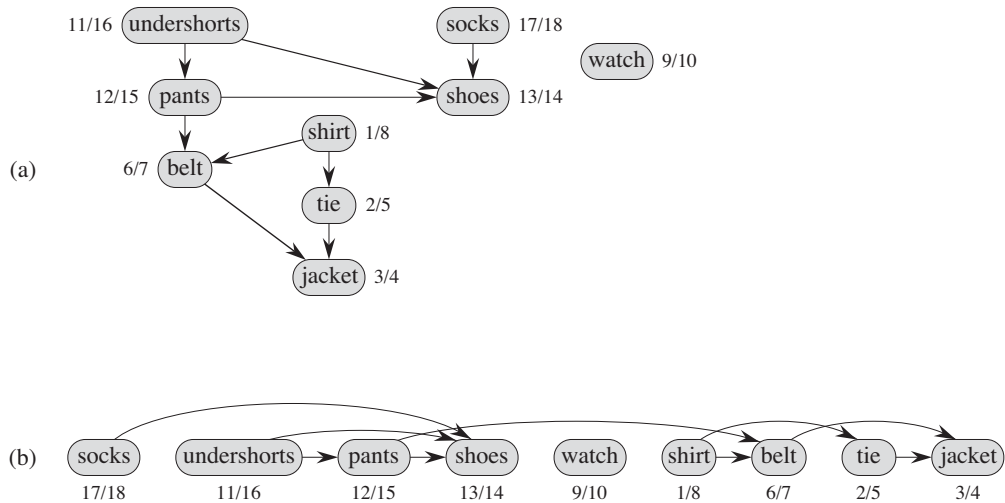 11/16 undershorts socks 17/18
watch 9/10
12/15 pants shoes 13/14
shirt 1/8
(a) 6/7 belt
tie 2/5
jacket 3/4
(b) socks undershorts pants shoes watch shirt belt tie jacket
17/18 11/16 12/15 13/14 9/10 1/8 6/7 2/5 3/4